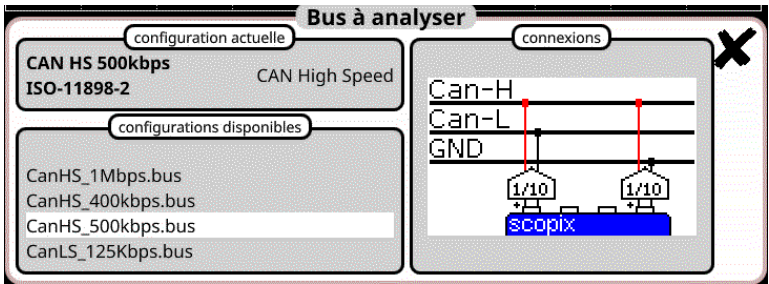 Bus à analyser
configuration actuelle
CAN HS 500kbps
ISO-11898-2
CAN High Speed
configurations disponibles
CanHS_1Mbps.bus
CanHS_400kbps.bus
CanHS_500kbps.bus
CanLS_125Kbps.bus
connexions
Can-H
Can-L
GND
1/10 1/10
+ +
scopix